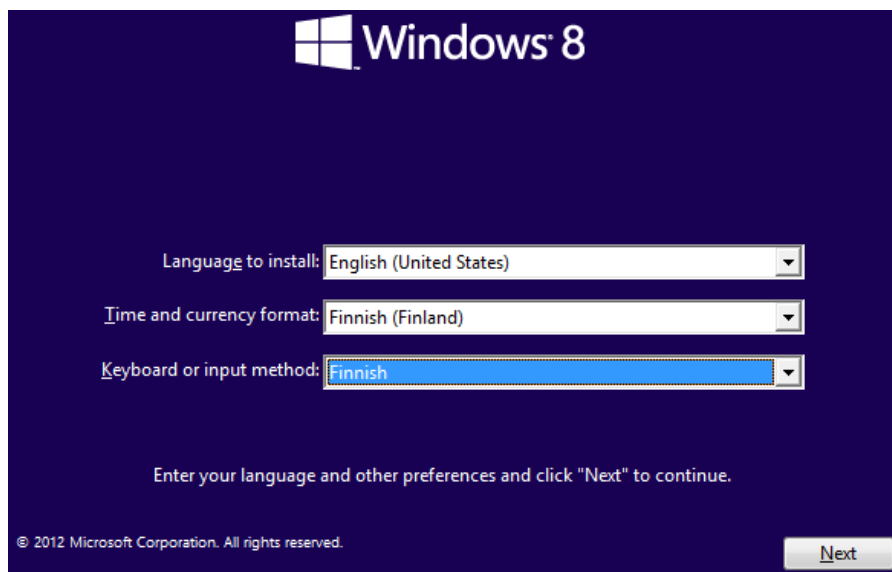 Windows 8
Language to install: English (United States)
Time and currency format: Finnish (Finland)
Keyboard or input method: Finnish
Enter your language and other preferences and click "Next" to continue.
© 2012 Microsoft Corporation. All rights reserved.
Next